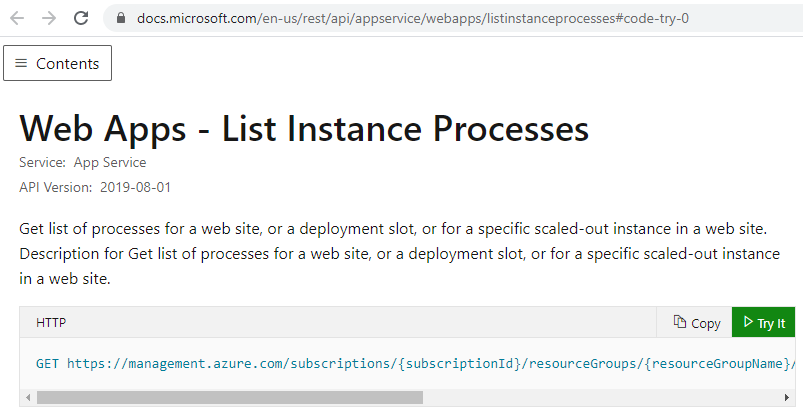 docs.microsoft.com/en-us/rest/api/appservice/webapps/listinstanceprocesses#code-try-0
Contents
Web Apps - List Instance Processes
Service: App Service
API Version: 2019-08-01
Get list of processes for a web site, or a deployment slot, or for a specific scaled-out instance in a web site.
Description for Get list of processes for a web site, or a deployment slot, or for a specific scaled-out instance
in a web site.
HTTP Copy Try It
GET https://management.azure.com/subscriptions/{subscriptionId}/resourceGroups/{resourceGroupName}/